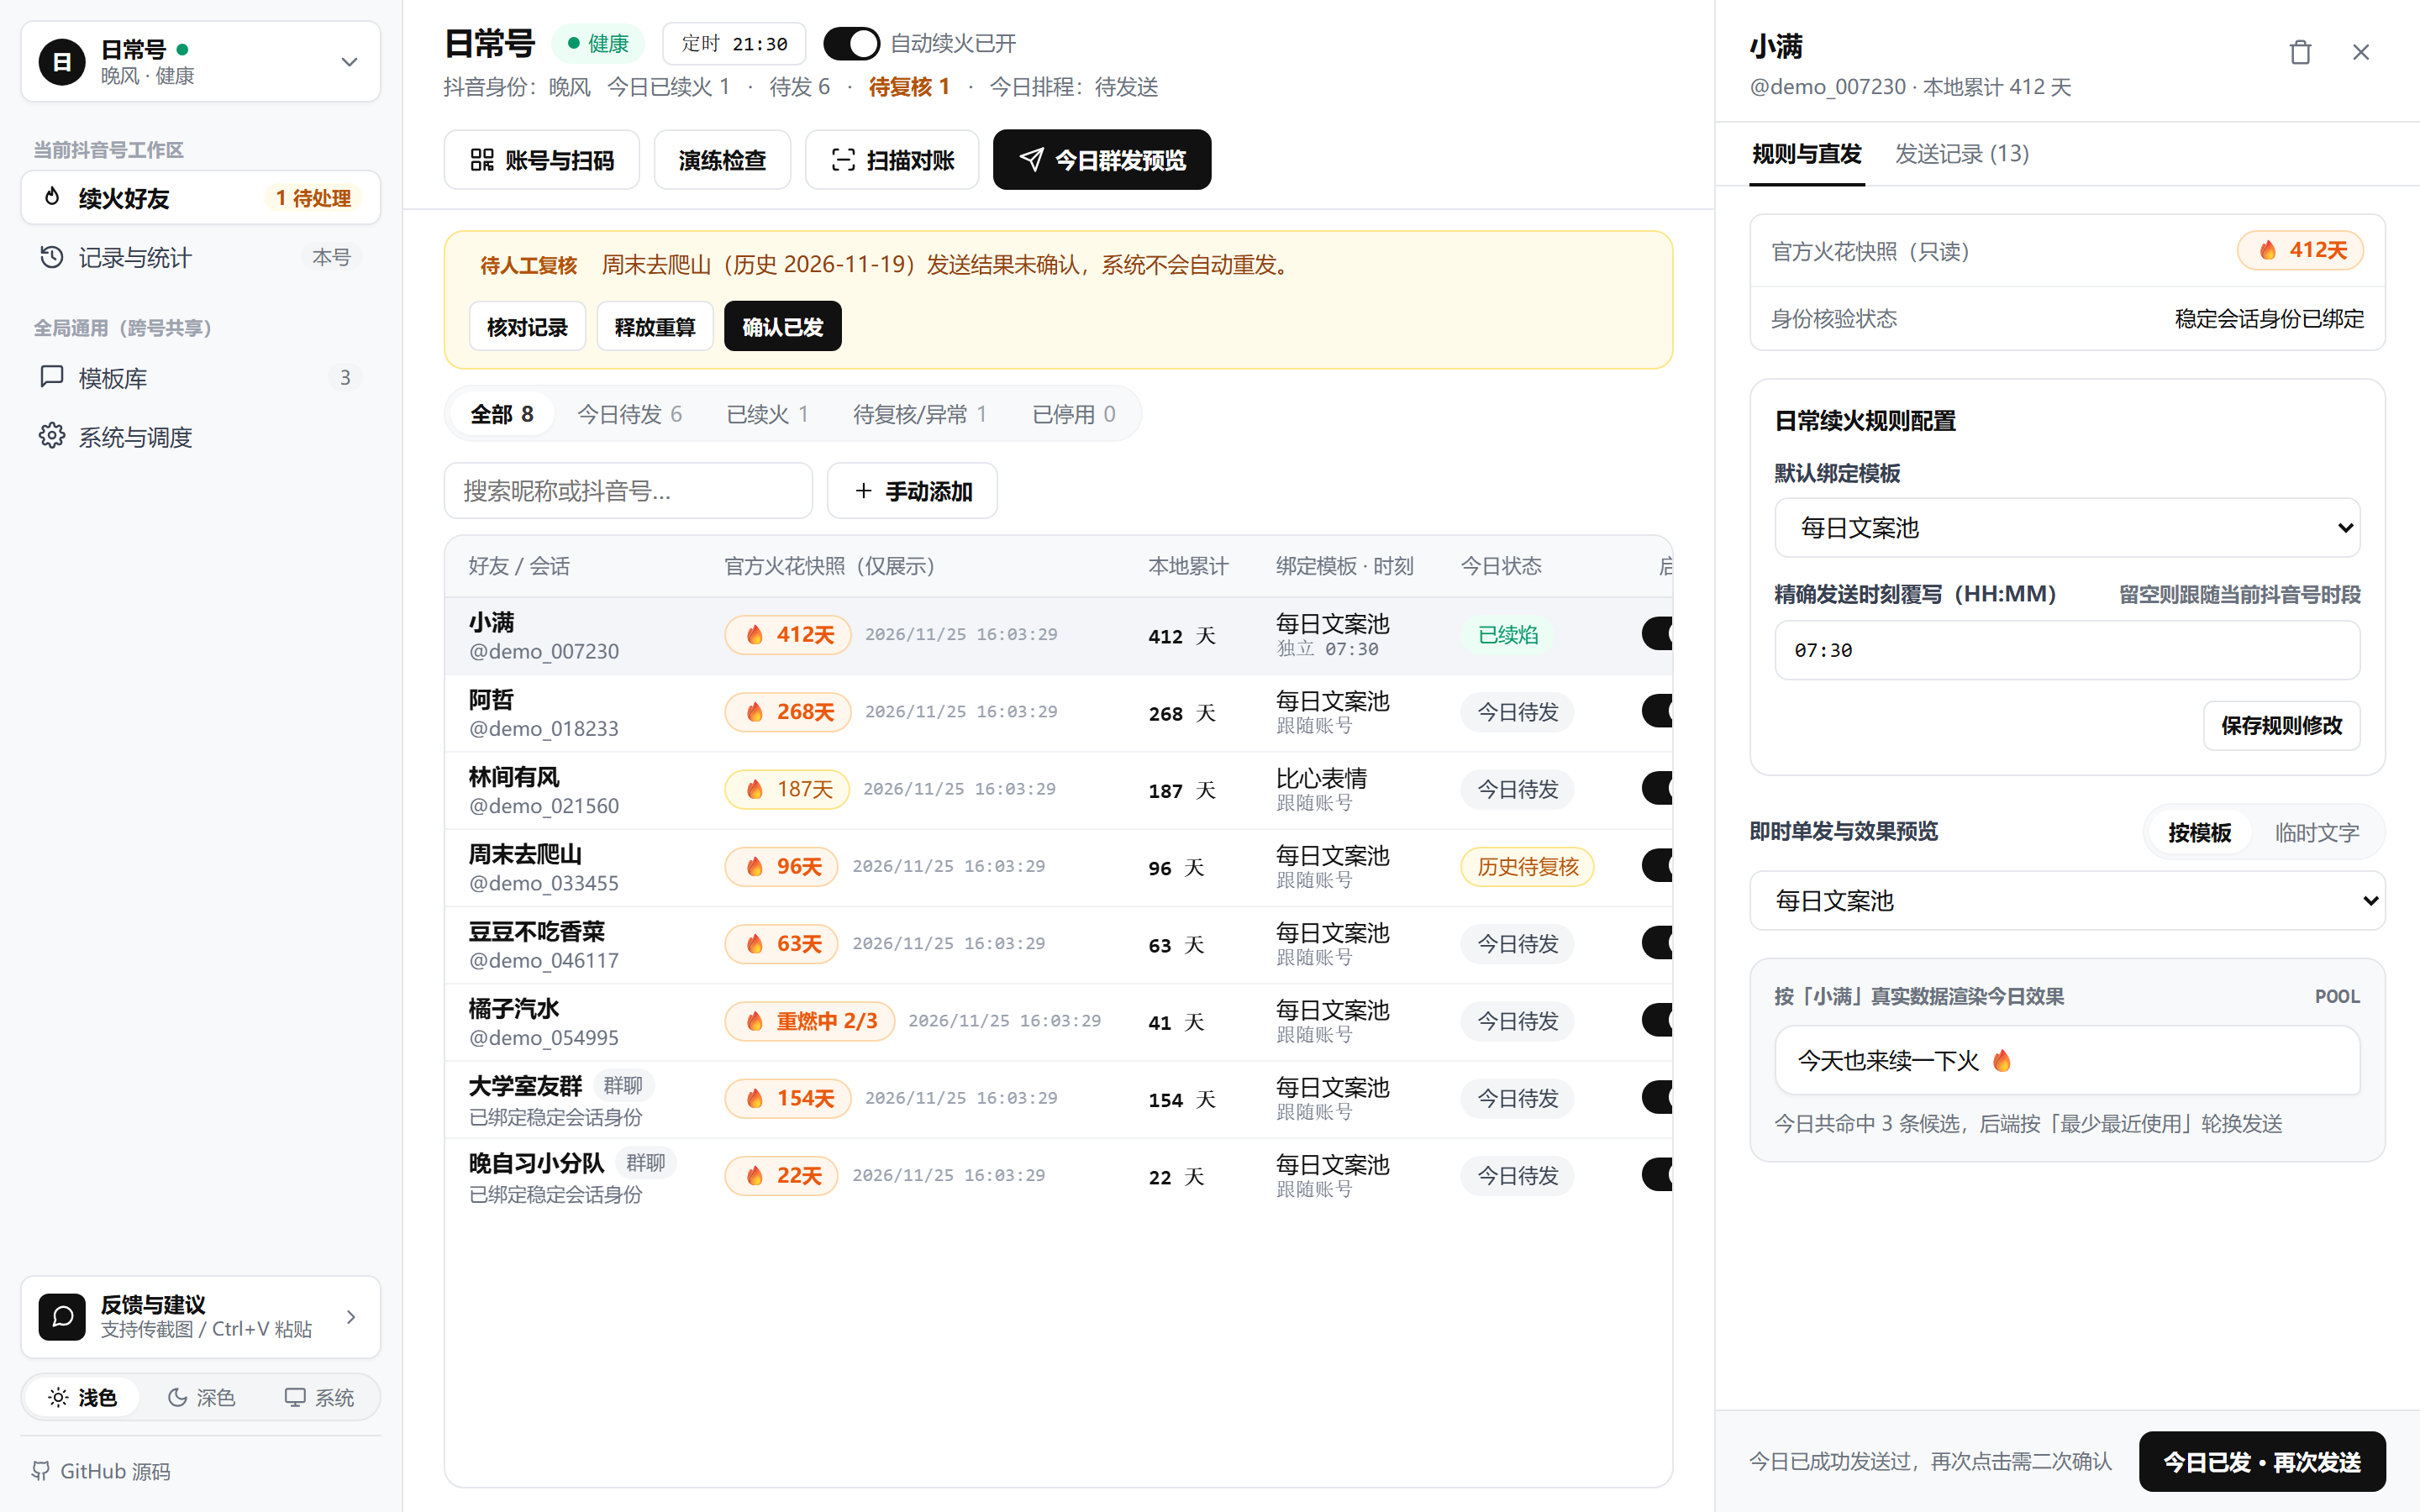 日
日常号
晚风 · 健康
当前抖音号工作区
续火好友
1 待处理
记录与统计
本号
全局通用（跨号共享）
模板库
3
系统与调度
反馈与建议
支持传截图 / Ctrl+V 粘贴
浅色
深色
系统
GitHub 源码
日常号
健康
定时 21:30
自动续火已开
抖音身份：晚风 今日已续火 1 · 待发 6 · 待复核 1 · 今日排程：待发送
账号与扫码
演练检查
扫描对账
今日群发预览
待人工复核 周末去爬山（历史 2026-11-19）发送结果未确认，系统不会自动重发。
核对记录
释放重算
确认已发
全部 8
今日待发 6
已续火 1
待复核/异常 1
已停用 0
搜索昵称或抖音号...
手动添加
好友 / 会话 官方火花快照（仅展示） 本地累计 绑定模板 · 时刻 今日状态
小满
@demo_007230
🔥 412天 2026/11/25 16:03:29
412 天
每日文案池
独立 07:30
已续焰
阿哲
@demo_018233
🔥 268天 2026/11/25 16:03:29
268 天
每日文案池
跟随账号
今日待发
林间有风
@demo_021560
🔥 187天 2026/11/25 16:03:29
187 天
比心表情
跟随账号
今日待发
周末去爬山
@demo_033455
🔥 96天 2026/11/25 16:03:29
96 天
每日文案池
跟随账号
历史待复核
豆豆不吃香菜
@demo_046117
🔥 63天 2026/11/25 16:03:29
63 天
每日文案池
跟随账号
今日待发
橘子汽水
@demo_054995
🔥 重燃中 2/3 2026/11/25 16:03:29
41 天
每日文案池
跟随账号
今日待发
大学室友群 群聊
已绑定稳定会话身份
🔥 154天 2026/11/25 16:03:29
154 天
每日文案池
跟随账号
今日待发
晚自习小分队 群聊
已绑定稳定会话身份
🔥 22天 2026/11/25 16:03:29
22 天
每日文案池
跟随账号
今日待发
小满
@demo_007230 · 本地累计 412 天
规则与直发
发送记录 (13)
官方火花快照（只读）
🔥 412天
身份核验状态
稳定会话身份已绑定
日常续火规则配置
默认绑定模板
每日文案池
精确发送时刻覆写（HH:MM）
留空则跟随当前抖音号时段
07:30
保存规则修改
即时单发与效果预览
按模板
临时文字
每日文案池
按「小满」真实数据渲染今日效果
POOL
今天也来续一下火 🔥
今日共命中 3 条候选，后端按「最少最近使用」轮换发送
今日已成功发送过，再次点击需二次确认
今日已发 • 再次发送